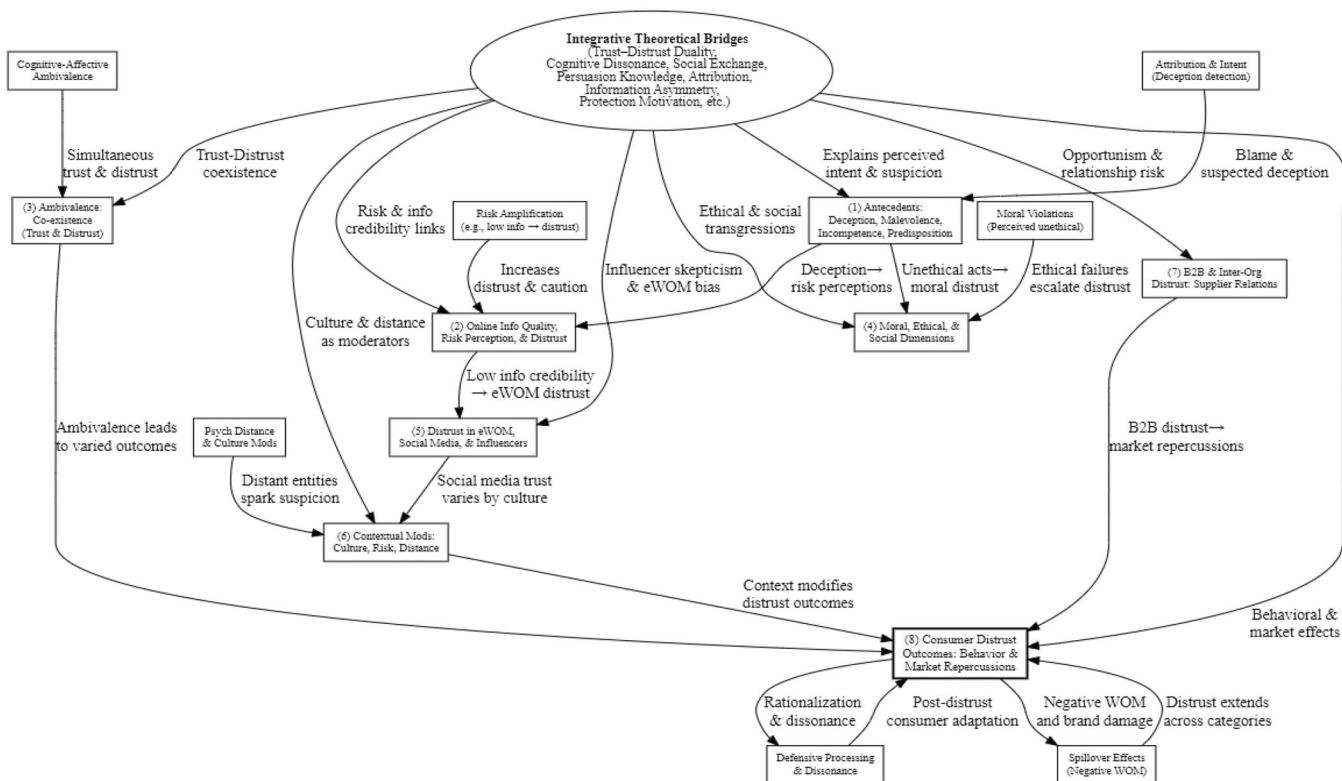 Integrative Theoretical Bridges
(Trust–Distrust Duality,
Cognitive Dissonance, Social Exchange,
Persuasion Knowledge, Attribution,
Information Asymmetry,
Protection Motivation, etc.)
Cognitive-Affective
Ambivalence
Attribution & Intent
(Deception detection)
Simultaneous
trust & distrust
Trust-Distrust
coexistence
Explains perceived
intent & suspicion
Opportunism &
relationship risk
Blame &
suspected deception
(3) Ambivalence:
Co-existence
(Trust & Distrust)
Risk & info
credibility links
Risk Amplification
(e.g., low info → distrust)
Ethical & social
transgressions
(1) Antecedents:
Deception, Malevolence,
Incompetence, Predisposition
Moral Violations
(Perceived unethical)
Increases
distrust & caution
Influencer skepticism
& eWOM bias
Deception→
risk perceptions
Unethical acts→
moral distrust
Ethical failures
escalate distrust
(7) B2B & Inter-Org
Distrust: Supplier Relations
Culture & distance
as moderators
(2) Online Info Quality,
Risk Perception, & Distrust
(4) Moral, Ethical, &
Social Dimensions
Low info credibility
→ eWOM distrust
Ambivalence leads
to varied outcomes
Psych Distance
& Culture Mods
(5) Distrust in eWOM,
Social Media, & Influencers
B2B distrust→
market repercussions
Distant entities
spark suspicion
Social media trust
varies by culture
(6) Contextual Mods:
Culture, Risk, Distance
Context modifies
distrust outcomes
Behavioral &
market effects
(8) Consumer Distrust
Outcomes: Behavior &
Market Repercussions
Rationalization
& dissonance
Post-distrust
consumer adaptation
Negative WOM
and brand damage
Distrust extends
across categories
Defensive Processing
& Dissonance
Spillover Effects
(Negative WOM)